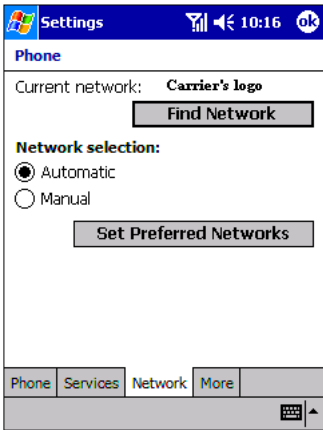 Settings 10:16 ok
Phone
Current network: Carrier's logo
Find Network
Network selection:
Automatic
Manual
Set Preferred Networks
Phone Services Network More